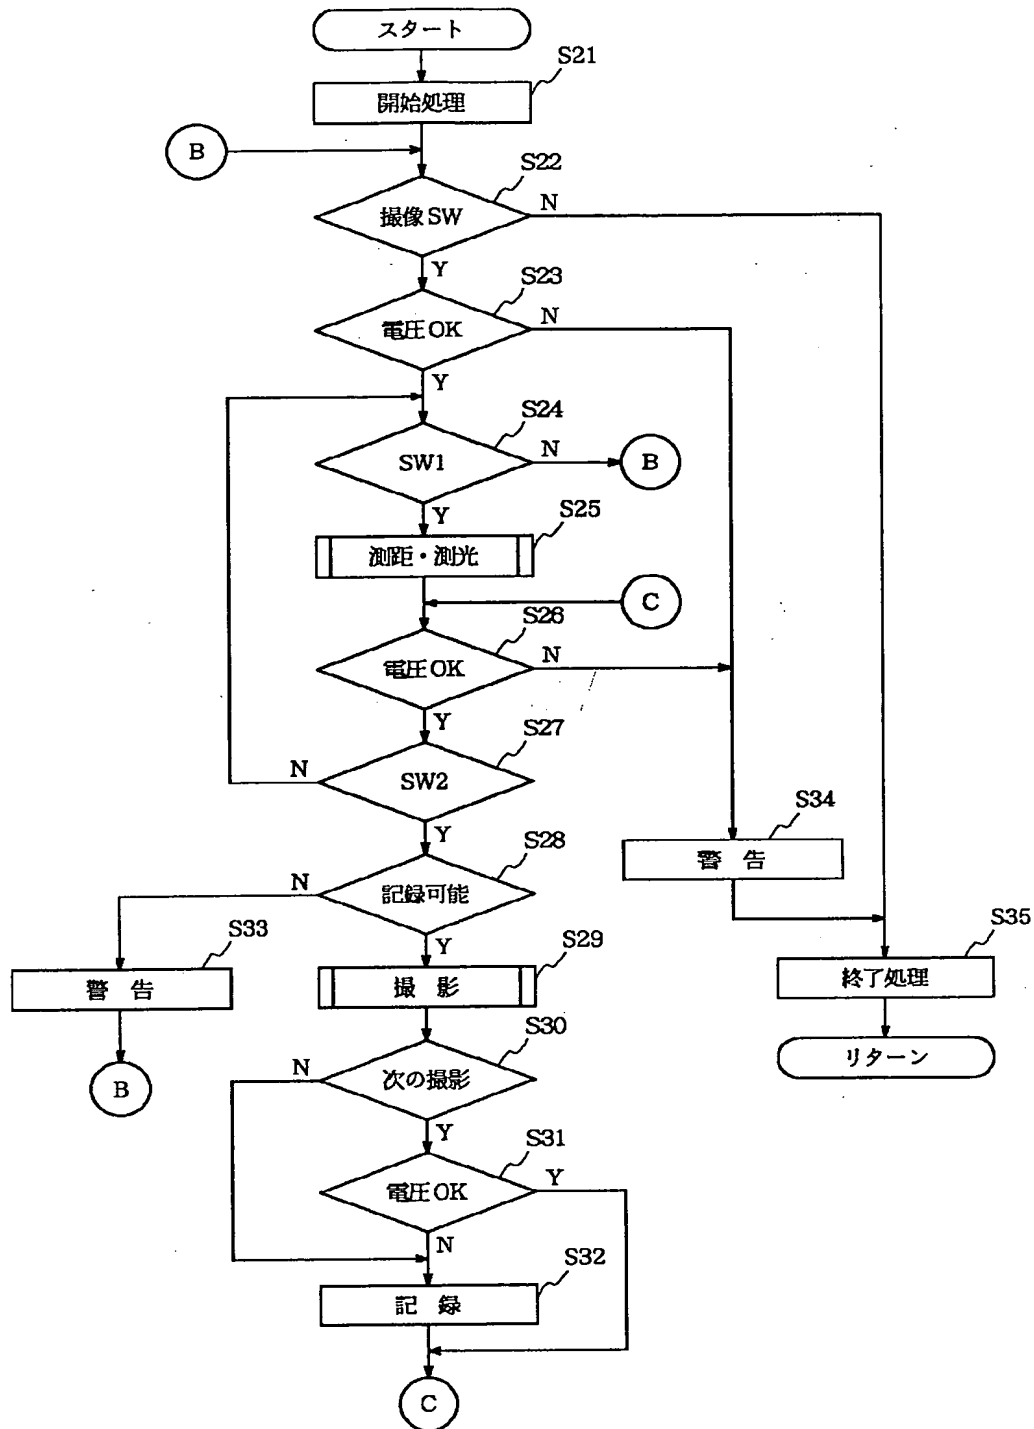 スタート
S21
開始処理
B
S22
撮像SW
N
Y
S23
電圧OK
N
Y
S24
SW1
N
B
Y
S25
測距・測光
C
S26
電圧OK
N
Y
S27
SW2
N
Y
S34
警 告
S28
記録可能
N
Y
S33
警 告
B
S29
撮 影
S35
終了処理
リターン
S30
次の撮影
N
Y
S31
電圧OK
Y
N
S32
記 録
C